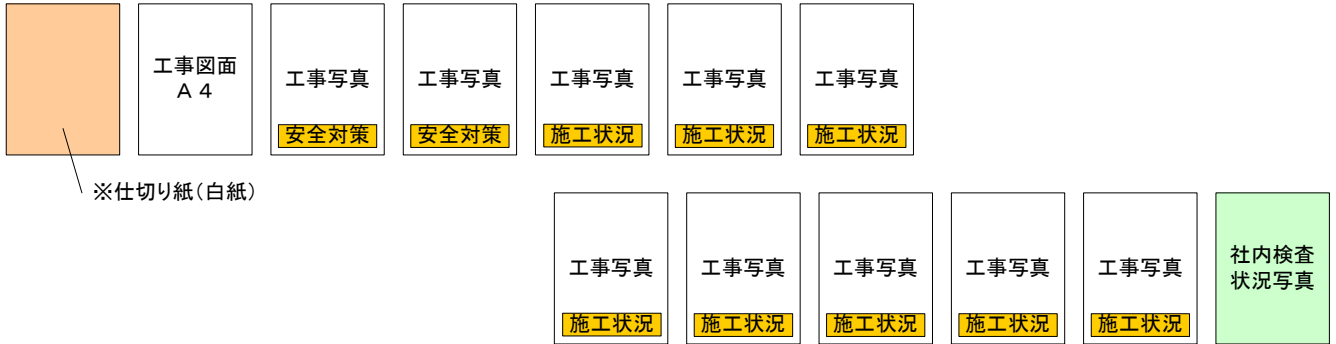 工事図面
A 4
工事写真
安全対策
工事写真
安全対策
工事写真
施工状況
工事写真
施工状況
工事写真
施工状況
※仕切り紙(白紙)
工事写真
施工状況
工事写真
施工状況
工事写真
施工状況
工事写真
施工状況
工事写真
施工状況
社内検査
状況写真